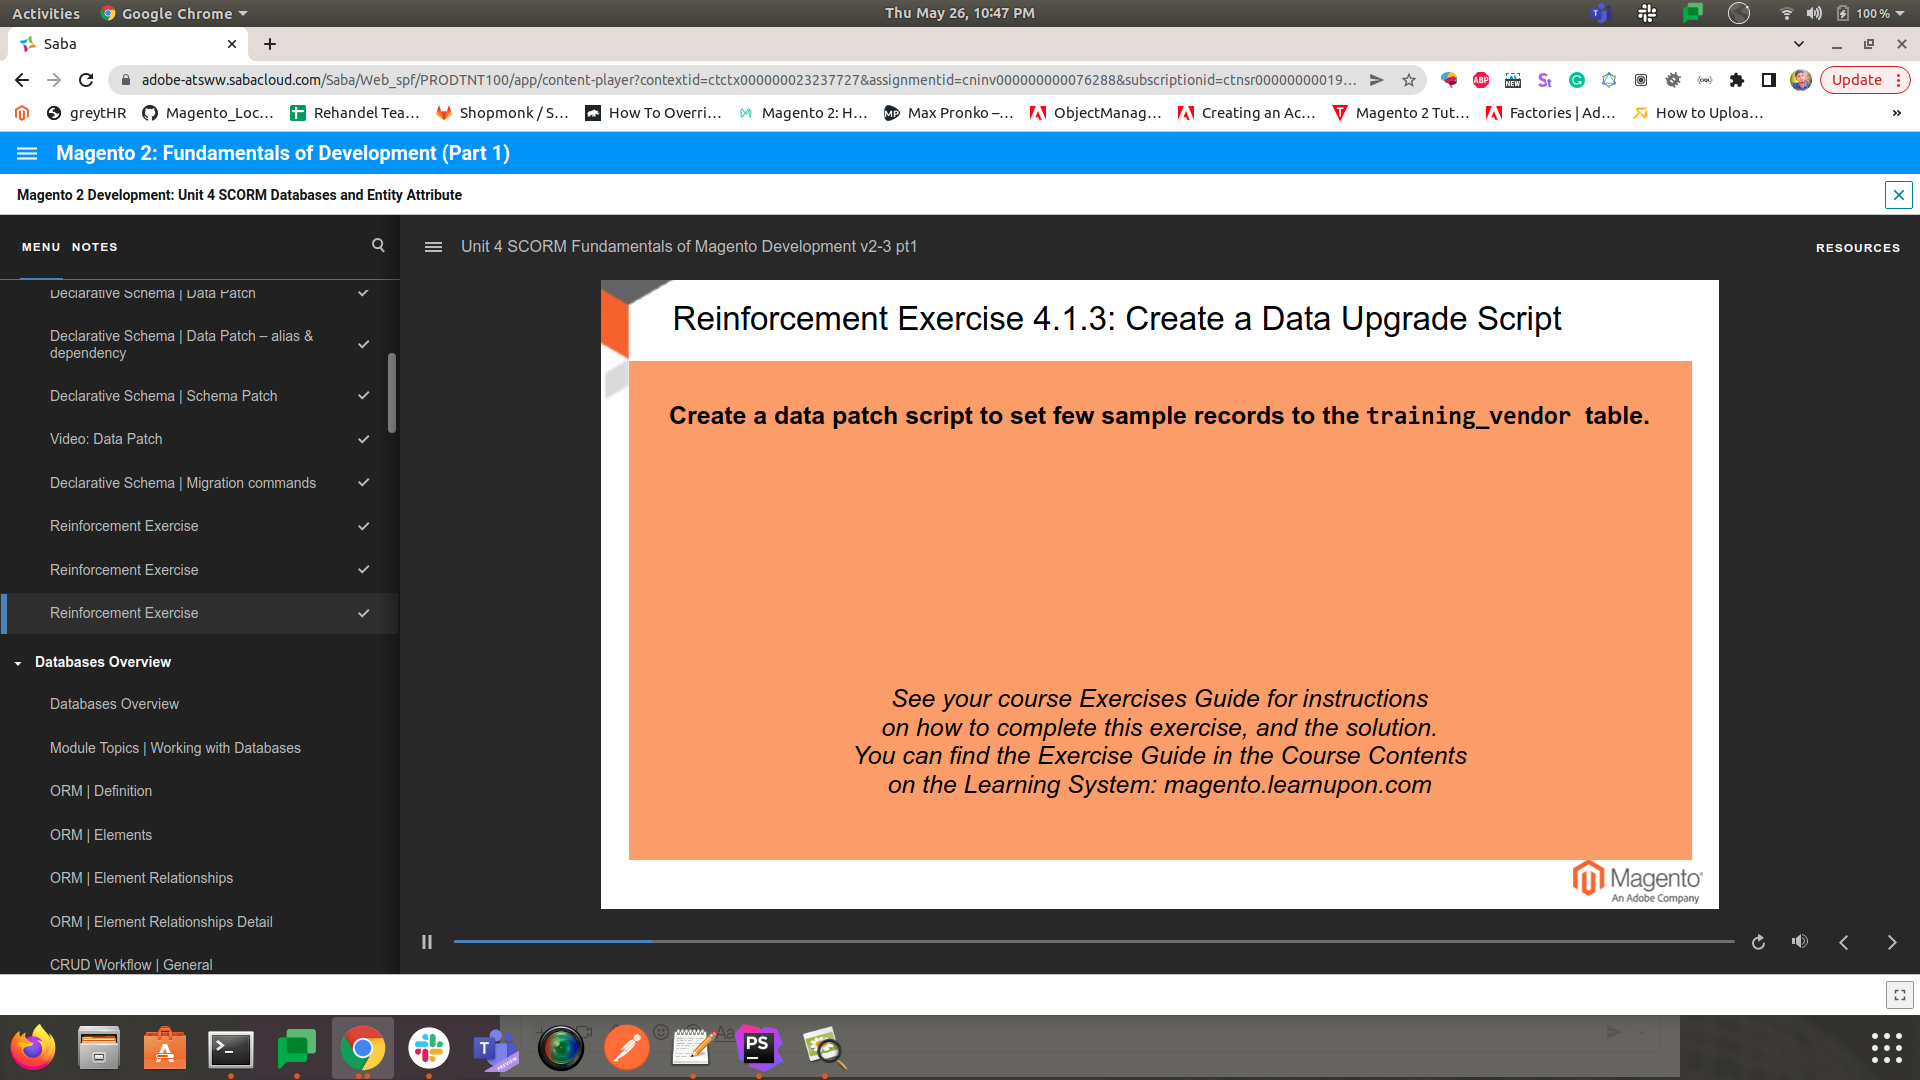 Activities
Google Chrome
Thu May 26, 10:47 PM
100 %
Saba
adobe-atsww.sabacloud.com/Saba/Web_spf/PRODTNT100/app/content-player?contextid=ctctx000000023237727&assignmentid=cninv000000000076288&subscriptionid=ctnsr00000000019...
Update
greytHR
Magento_Loc...
Rehandel Tea...
Shopmonk / S...
How To Overri...
Magento 2: H...
Max Pronko –...
ObjectManag...
Creating an Ac...
Magento 2 Tut...
Factories | Ad...
How to Uploa...
»
Magento 2: Fundamentals of Development (Part 1)
Magento 2 Development: Unit 4 SCORM Databases and Entity Attribute
MENU NOTES
Unit 4 SCORM Fundamentals of Magento Development v2-3 pt1
RESOURCES
Declarative Schema | Data Patch
Declarative Schema | Data Patch – alias &
dependency
Declarative Schema | Schema Patch
Video: Data Patch
Declarative Schema | Migration commands
Reinforcement Exercise
Reinforcement Exercise
Reinforcement Exercise
Databases Overview
Databases Overview
Module Topics | Working with Databases
ORM | Definition
ORM | Elements
ORM | Element Relationships
ORM | Element Relationships Detail
CRUD Workflow | General
Reinforcement Exercise 4.1.3: Create a Data Upgrade Script
Create a data patch script to set few sample records to the training_vendor table.
See your course Exercises Guide for instructions
on how to complete this exercise, and the solution.
You can find the Exercise Guide in the Course Contents
on the Learning System: magento.learnupon.com
Magento
An Adobe Company